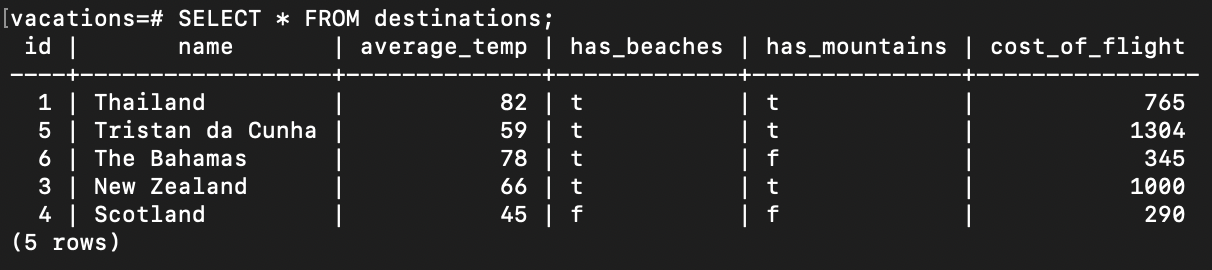 [vacations=# SELECT * FROM destinations;
 id |       name       | average_temp | has_beaches | has_mountains | cost_of_flight
----+------------------+--------------+-------------+---------------+----------------
  1 | Thailand         |           82 | t           | t             |            765
  5 | Tristan da Cunha |           59 | t           | t             |           1304
  6 | The Bahamas      |           78 | t           | f             |            345
  3 | New Zealand      |           66 | t           | t             |           1000
  4 | Scotland         |           45 | f           | f             |            290
(5 rows)